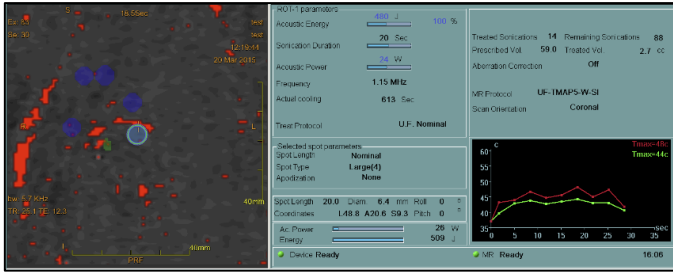 S
16.5Sec
test
test
12:19:44
20 Mar 2015
L
40mm
TR: 25.1 TE: 12.3
40mm
PRF
ROT-1 parameters
Acoustic Energy 480 J 100 %
Sonication Duration 20 Sec
Acoustic Power 24 W
Frequency 1.15 MHz
Actual cooling 613 Sec
Treat Protocol U.F. Nominal
Selected spot parameters
Spot Length Nominal
Spot Type Large(4)
Apodization None
Spot Length 20.0 Diam. 6.4 mm Roll 0 °
Coordinates L48.8 A20.6 S9.3 Pitch 0 °
Ac. Power 26 W
Energy 509 J
Device Ready
Treated Sonications 14 Remaining Sonications 88
Prescribed Vol. 59.0 Treated Vol. 2.7 cc
Aberration Correction Off
MR Protocol UF-TMAP5-W-SI
Scan Orientation Coronal
60 c Tmax=48c
55 Tmax=44c
50
45
40
35
0 5 10 15 20 25 30 35 sec
MR Ready 16:06